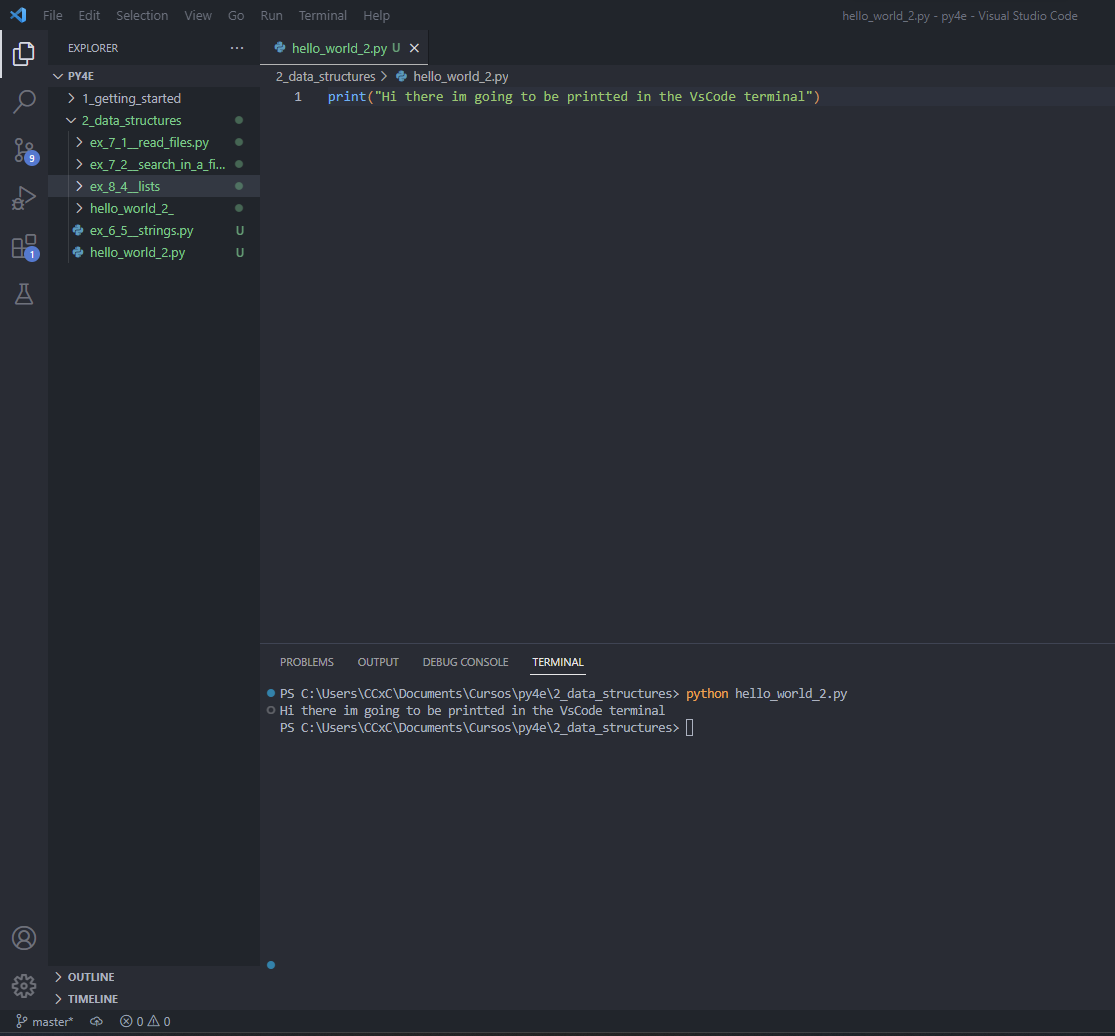 File Edit Selection View Go Run Terminal Help hello_world_2.py - py4e - Visual Studio Code
EXPLORER ···
hello_world_2.py U
PY4E
2_data_structures > hello_world_2.py
1_getting_started
1 print("Hi there im going to be printted in the VsCode terminal")
2_data_structures
ex_7_1__read_files.py
9
ex_7_2__search_in_a_fi...
ex_8_4__lists
hello_world_2_
ex_6_5__strings.py U
hello_world_2.py U
1
PROBLEMS OUTPUT DEBUG CONSOLE TERMINAL
PS C:\Users\CCxC\Documents\Cursos\py4e\2_data_structures> python hello_world_2.py
Hi there im going to be printted in the VsCode terminal
PS C:\Users\CCxC\Documents\Cursos\py4e\2_data_structures>
OUTLINE
TIMELINE
master* 0 0